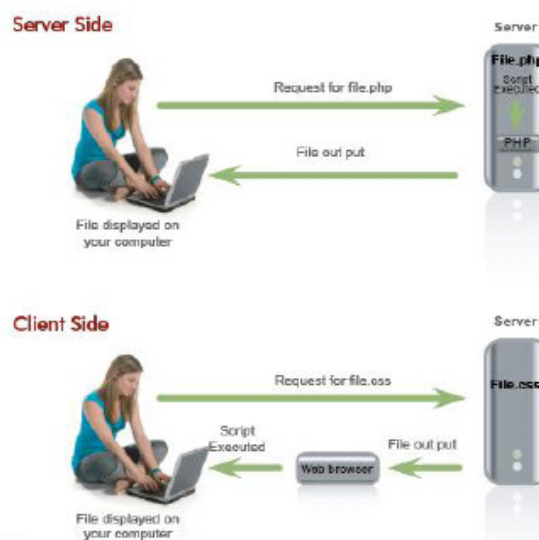 Server Side
Server
File.php
Script
Executed
PHP
Request for file.php
File out put
File displayed on
your computer
Client Side
Server
File.css
Request for file.css
Script
Executed
Web browser
File out put
File displayed on
your computer